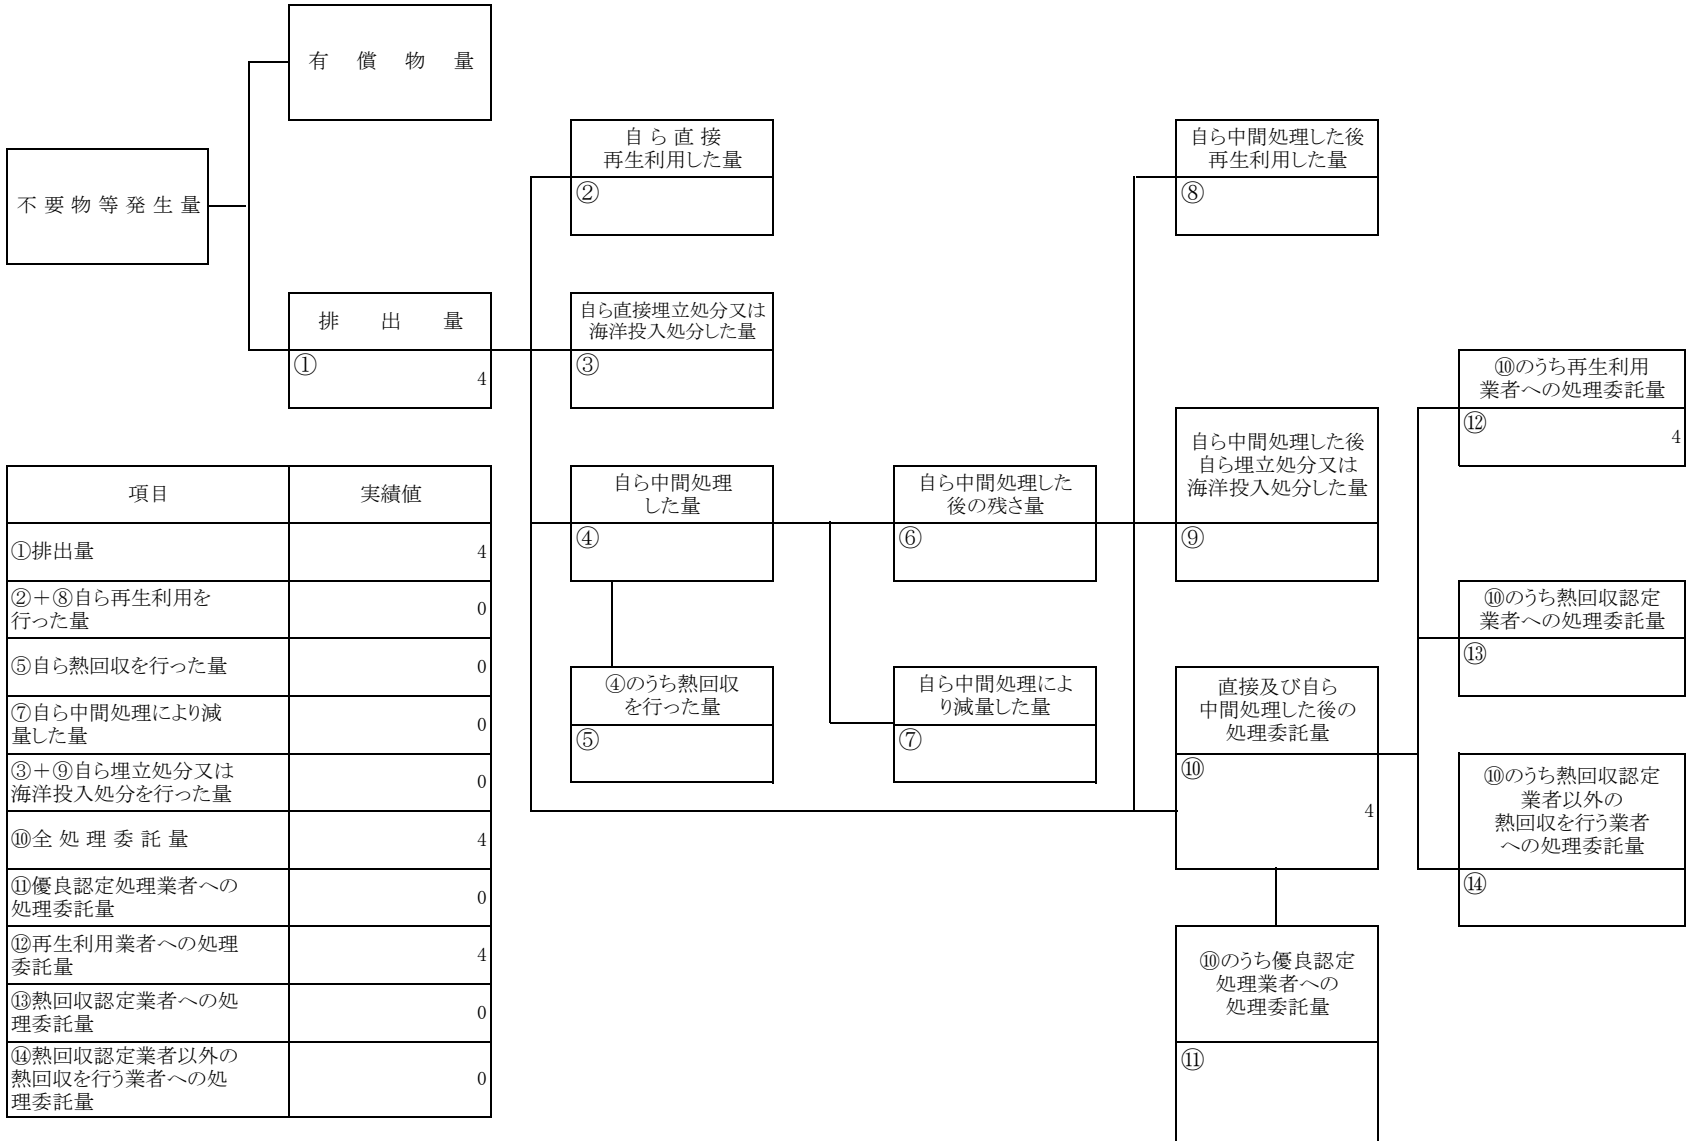 有償物量
不要物等発生量
排出量
①
4
自ら直接
再生利用した量
②
自ら直接埋立処分又は
海洋投入処分した量
③
自ら中間処理
した量
④
④のうち熱回収
を行った量
⑤
自ら中間処理した
後の残さ量
⑥
自ら中間処理によ
り減量した量
⑦
自ら中間処理した後
再生利用した量
⑧
自ら中間処理した後
自ら埋立処分又は
海洋投入処分した量
⑨
直接及び自ら
中間処理した後の
処理委託量
⑩
4
⑩のうち優良認定
処理業者への
処理委託量
⑪
⑩のうち再生利用
業者への処理委託量
⑫
4
⑩のうち熱回収認定
業者への処理委託量
⑬
⑩のうち熱回収認定
業者以外の
熱回収を行う業者
への処理委託量
⑭
項目 実績値
①排出量 4
②＋⑧自ら再生利用を
行った量 0
⑤自ら熱回収を行った量 0
⑦自ら中間処理により減
量した量 0
③＋⑨自ら埋立処分又は
海洋投入処分を行った量 0
⑩全処理委託量 4
⑪優良認定処理業者への
処理委託量 0
⑫再生利用業者への処理
委託量 4
⑬熱回収認定業者への処
理委託量 0
⑭熱回収認定業者以外の
熱回収を行う業者への処
理委託量 0